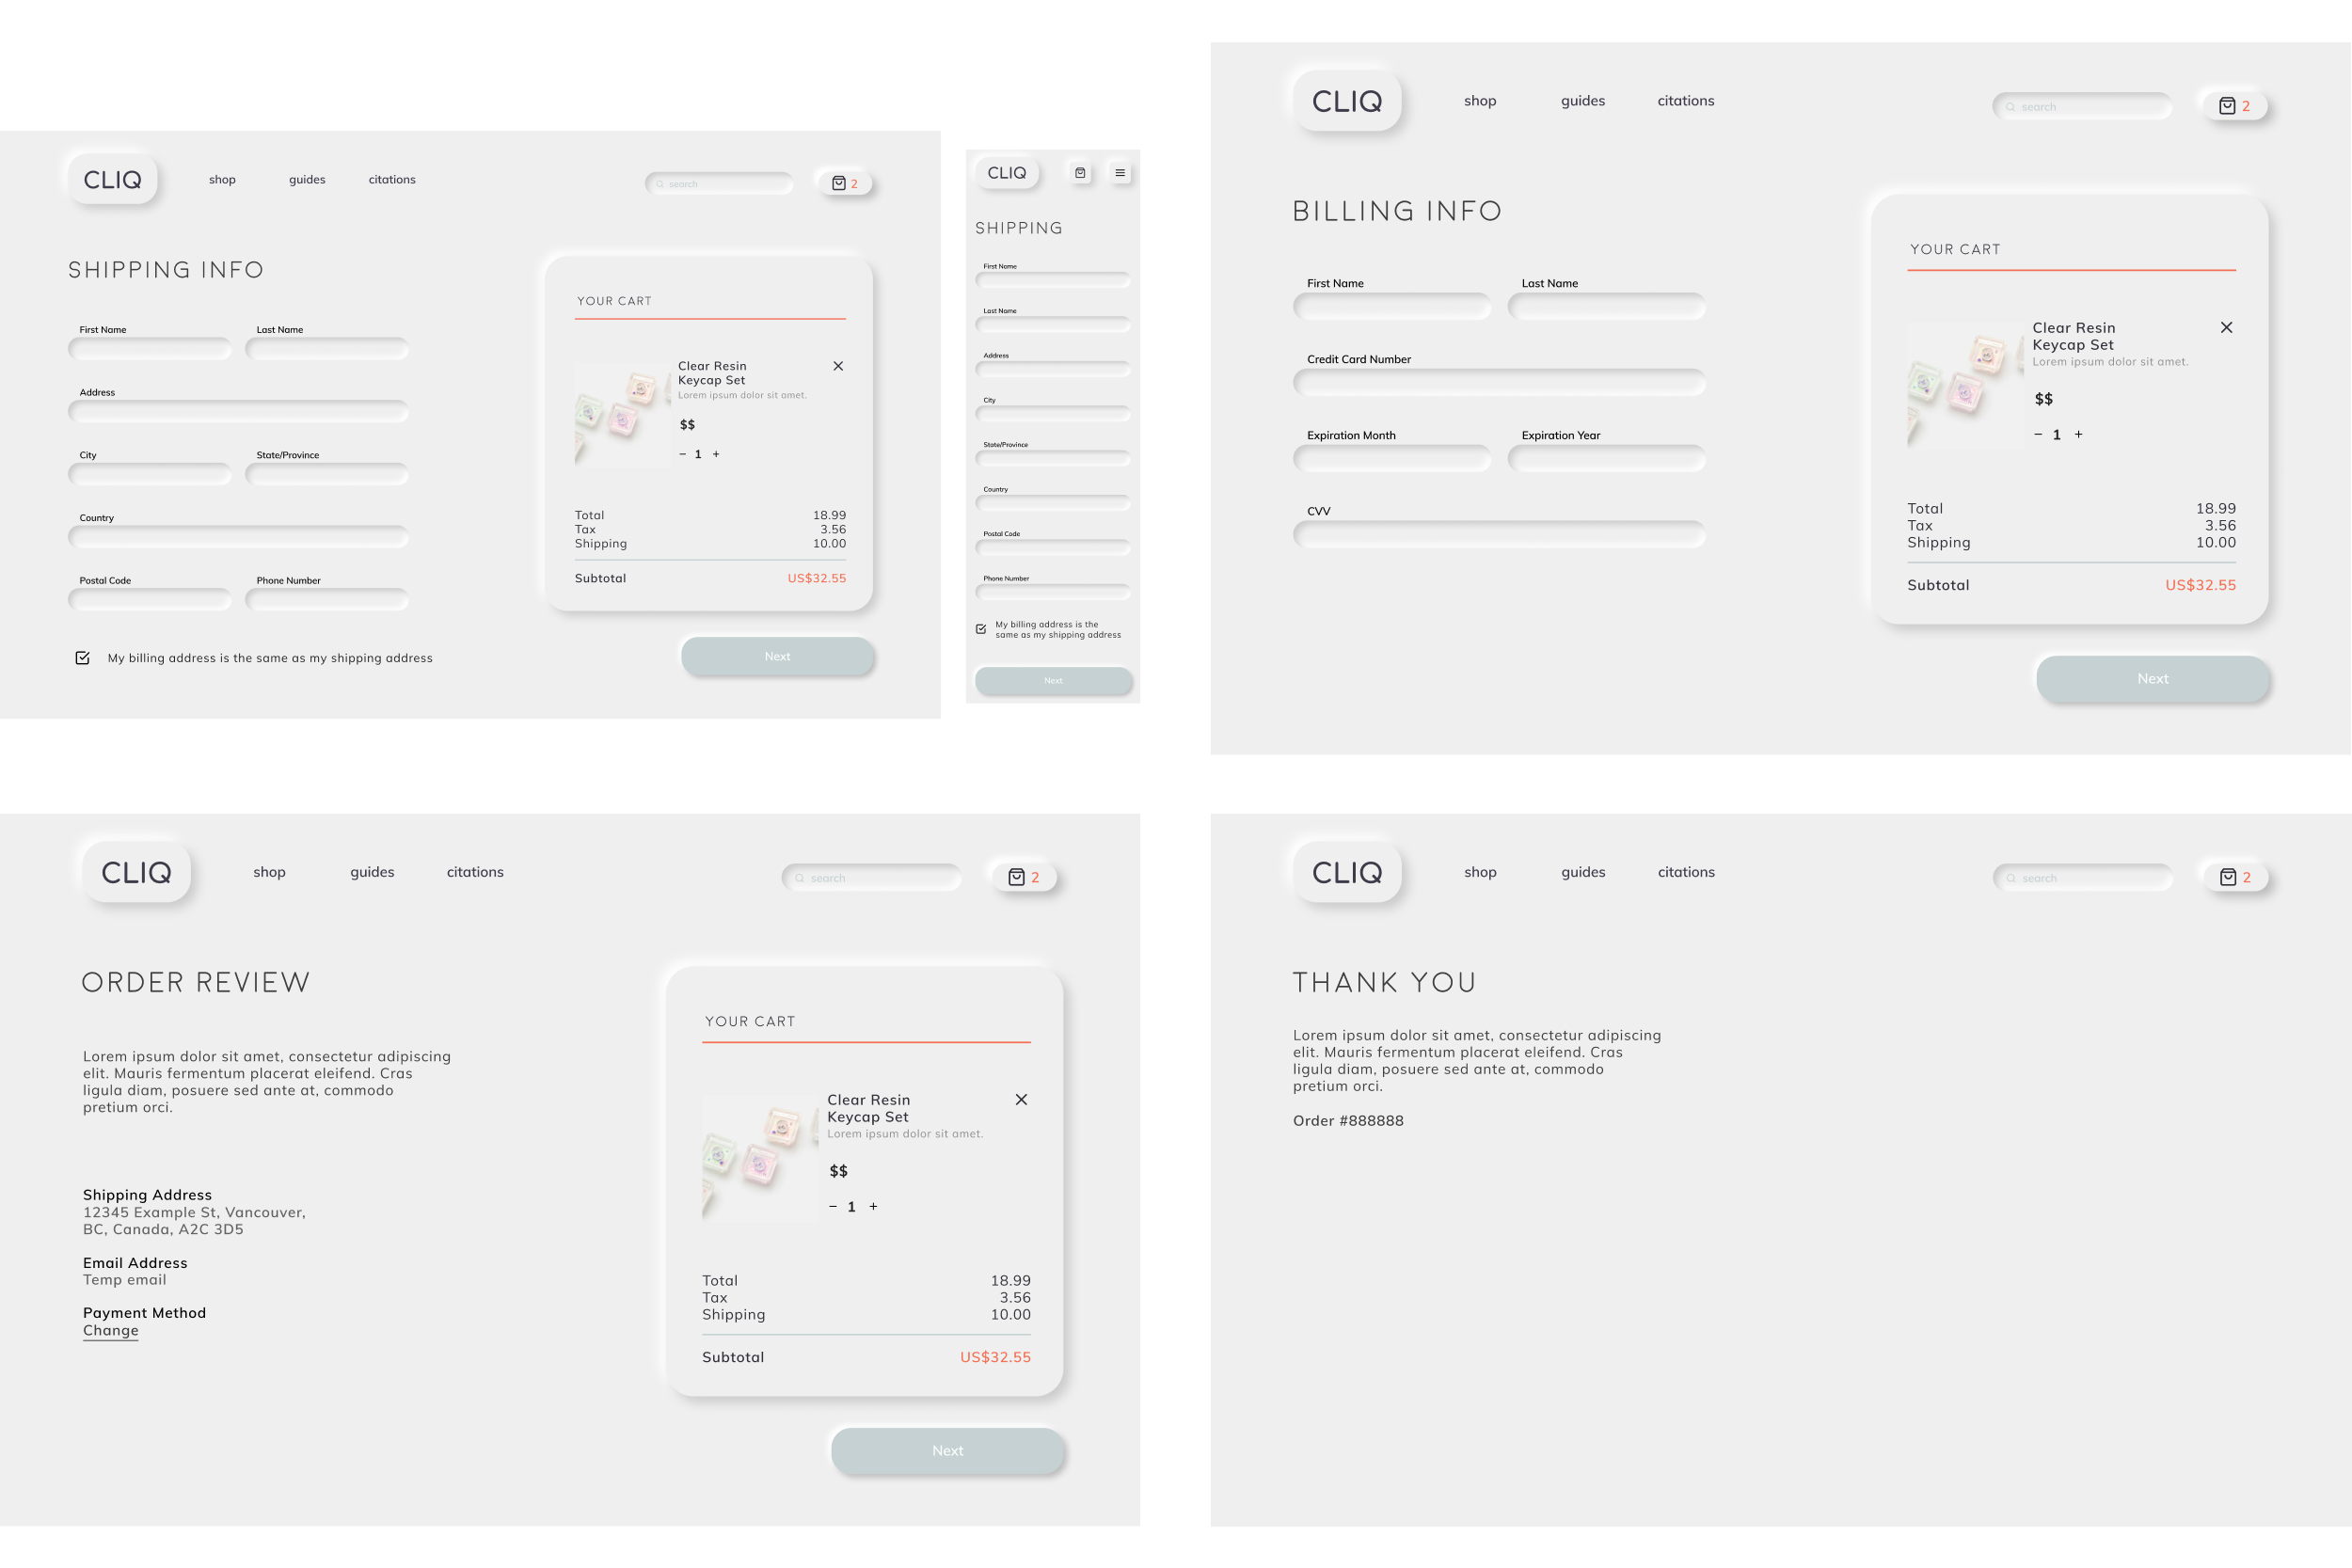 CLIQ
shop
guides
citations
search
2
SHIPPING INFO
First Name
Last Name
Address
City
State/Province
Country
Postal Code
Phone Number
My billing address is the same as my shipping address
YOUR CART
Clear Resin
Keycap Set
Lorem ipsum dolor sit amet.
$$
− 1 +
Total 18.99
Tax 3.56
Shipping 10.00
Subtotal US$32.55
Next
CLIQ
SHIPPING
First Name
Last Name
Address
City
State/Province
Country
Postal Code
Phone Number
My billing address is the
same as my shipping address
Next
CLIQ
shop
guides
citations
search
2
BILLING INFO
First Name
Last Name
Credit Card Number
Expiration Month
Expiration Year
CVV
YOUR CART
Clear Resin
Keycap Set
Lorem ipsum dolor sit amet.
$$
− 1 +
Total 18.99
Tax 3.56
Shipping 10.00
Subtotal US$32.55
Next
CLIQ
shop
guides
citations
search
2
ORDER REVIEW
Lorem ipsum dolor sit amet, consectetur adipiscing
elit. Mauris fermentum placerat eleifend. Cras
ligula diam, posuere sed ante at, commodo
pretium orci.
Shipping Address
12345 Example St, Vancouver,
BC, Canada, A2C 3D5
Email Address
Temp email
Payment Method
Change
YOUR CART
Clear Resin
Keycap Set
Lorem ipsum dolor sit amet.
$$
− 1 +
Total 18.99
Tax 3.56
Shipping 10.00
Subtotal US$32.55
Next
CLIQ
shop
guides
citations
search
2
THANK YOU
Lorem ipsum dolor sit amet, consectetur adipiscing
elit. Mauris fermentum placerat eleifend. Cras
ligula diam, posuere sed ante at, commodo
pretium orci.
Order #888888